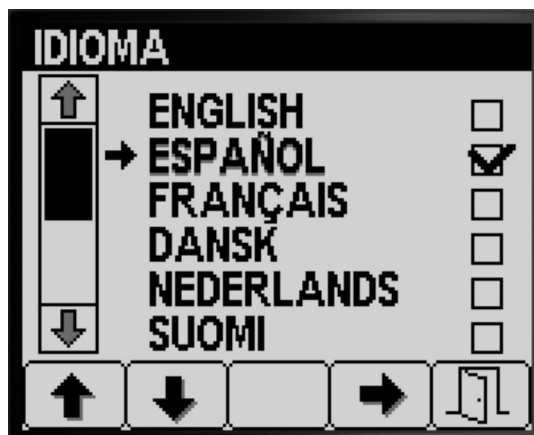 IDIOMA
ENGLISH
ESPAÑOL
FRANÇAIS
DANSK
NEDERLANDS
SUOMI